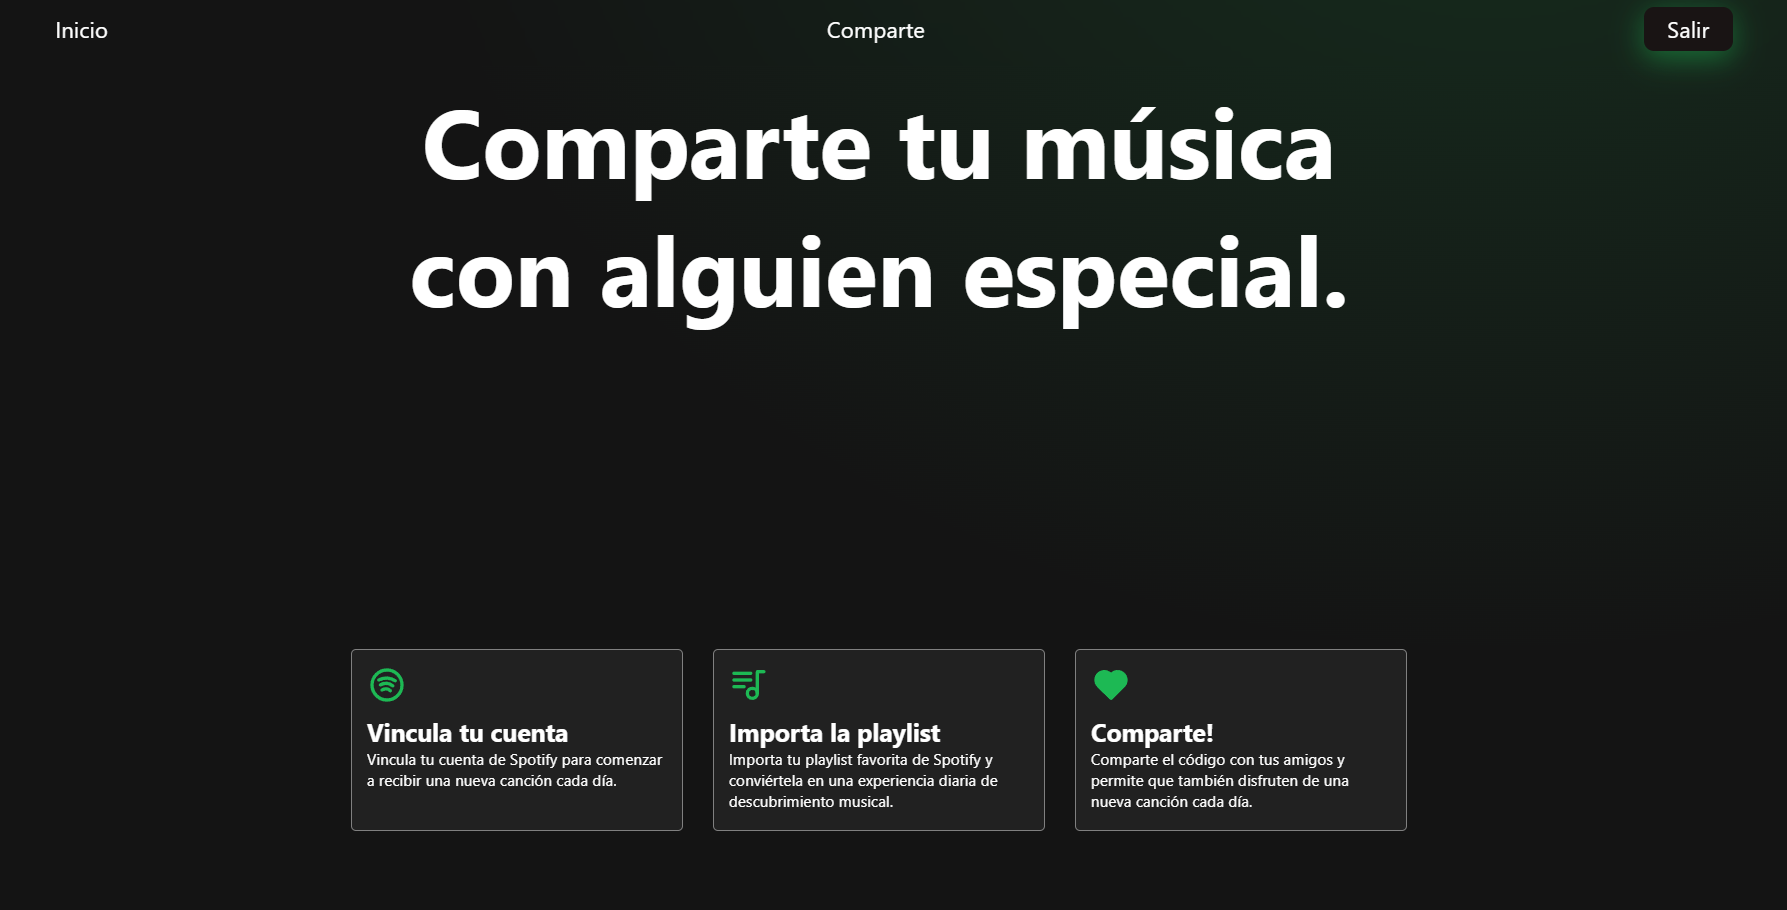 Inicio
Comparte
Salir
Comparte tu música
con alguien especial.
Vincula tu cuenta
Vincula tu cuenta de Spotify para comenzar
a recibir una nueva canción cada día.
Importa la playlist
Importa tu playlist favorita de Spotify y
conviértela en una experiencia diaria de
descubrimiento musical.
Comparte!
Comparte el código con tus amigos y
permite que también disfruten de una
nueva canción cada día.